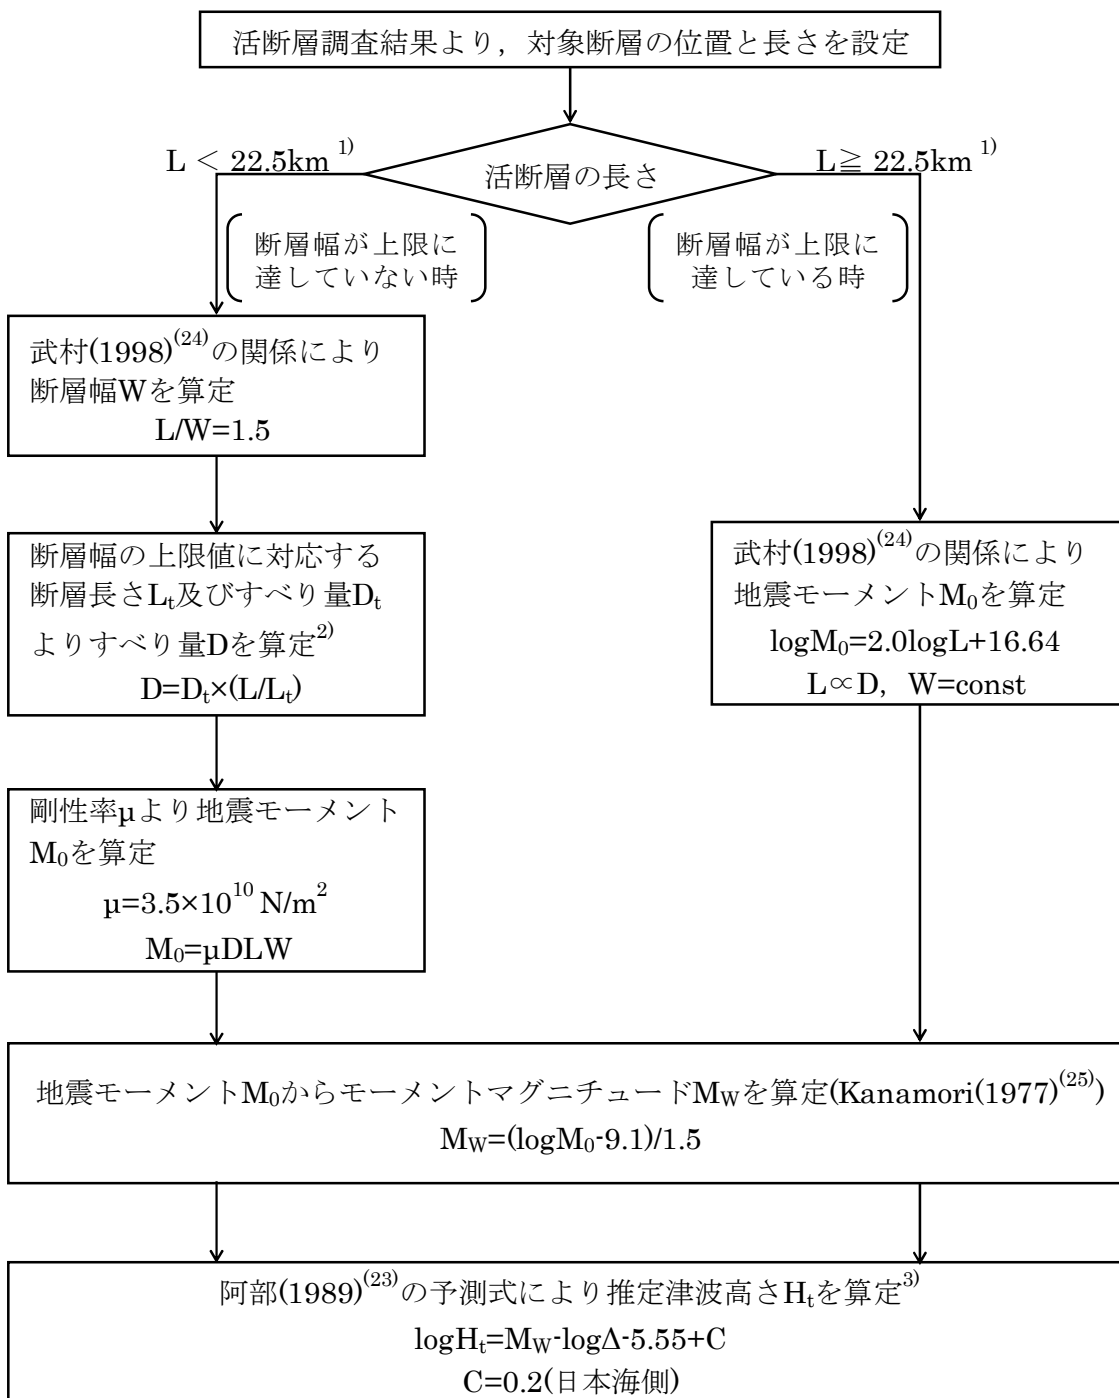 活断層調査結果より，対象断層の位置と長さを設定
活断層の長さ
L < 22.5km 1)
L≧ 22.5km 1)
断層幅が上限に
達していない時
断層幅が上限に
達している時
武村(1998)(24)の関係により
断層幅Wを算定
L/W=1.5
断層幅の上限値に対応する
断層長さLt及びすべり量Dt
よりすべり量Dを算定2)
D=Dt×(L/Lt)
剛性率μより地震モーメント
M0を算定
μ=3.5×10^10 N/m^2
M0=μDLW
武村(1998)(24)の関係により
地震モーメントM0を算定
logM0=2.0logL+16.64
L∝D，W=const
地震モーメントM0からモーメントマグニチュードMWを算定(Kanamori(1977)(25))
MW=(logM0-9.1)/1.5
阿部(1989)(23)の予測式により推定津波高さHtを算定3)
logHt=MW-logΔ-5.55+C
C=0.2(日本海側)